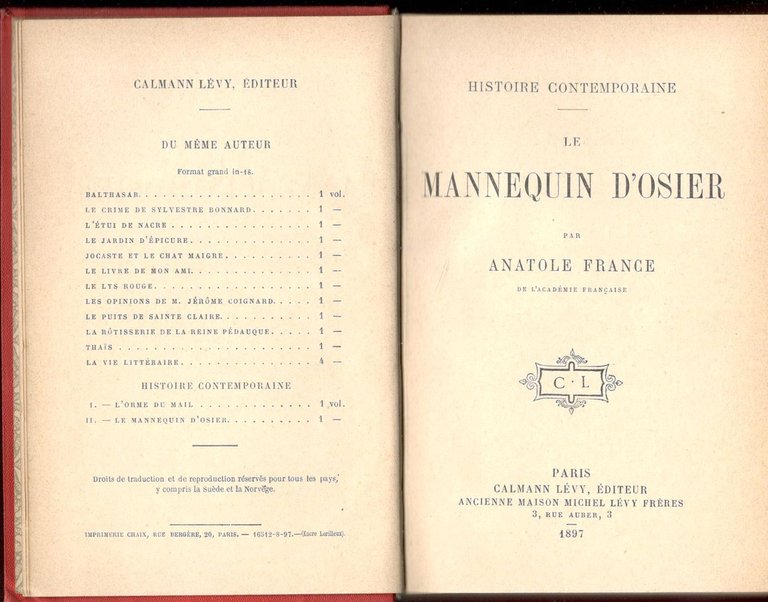 CALMANN LÉVY, ÉDITEUR
DU MÊME AUTEUR
Format grand in-18.
BALTHASAR. . . . . . . . . . . . . . . . . . . . 1 vol.
LE CRIME DE SYLVESTRE BONNARD. . . . . . . 1 —
L'ÉTUI DE NACRE . . . . . . . . . . . . . . . . 1 —
LE JARDIN D'ÉPICURE. . . . . . . . . . . . . . 1 —
JOCASTE ET LE CHAT MAIGRE. . . . . . . . . . 1 —
LE LIVRE DE MON AMI. . . . . . . . . . . . . . 1 —
LE LYS ROUGE. . . . . . . . . . . . . . . . . . 1 —
LES OPINIONS DE M. JÉRÔME COIGNARD. . . . . 1 —
LE PUITS DE SAINTE CLAIRE. . . . . . . . . . . 1 —
LA RÔTISSERIE DE LA REINE PÉDAUQUE. . . . . 1 —
THAÏS . . . . . . . . . . . . . . . . . . . . . . 1 —
LA VIE LITTÉRAIRE. . . . . . . . . . . . . . . . 4 —
HISTOIRE CONTEMPORAINE
I. — L'ORME DU MAIL . . . . . . . . . . . . . 1 vol.
II. — LE MANNEQUIN D'OSIER. . . . . . . . . . 1 —
Droits de traduction et de reproduction réservés pour tous les pays,
y compris la Suède et la Norvège.
IMPRIMERIE CHAIX, RUE BERGÈRE, 20, PARIS. — 16512-8-97. — (Encre Lorilleux).
HISTOIRE CONTEMPORAINE
LE
MANNEQUIN D'OSIER
PAR
ANATOLE FRANCE
DE L'ACADÉMIE FRANÇAISE
C · L
PARIS
CALMANN LÉVY, ÉDITEUR
ANCIENNE MAISON MICHEL LÉVY FRÈRES
3, RUE AUBER, 3
1897